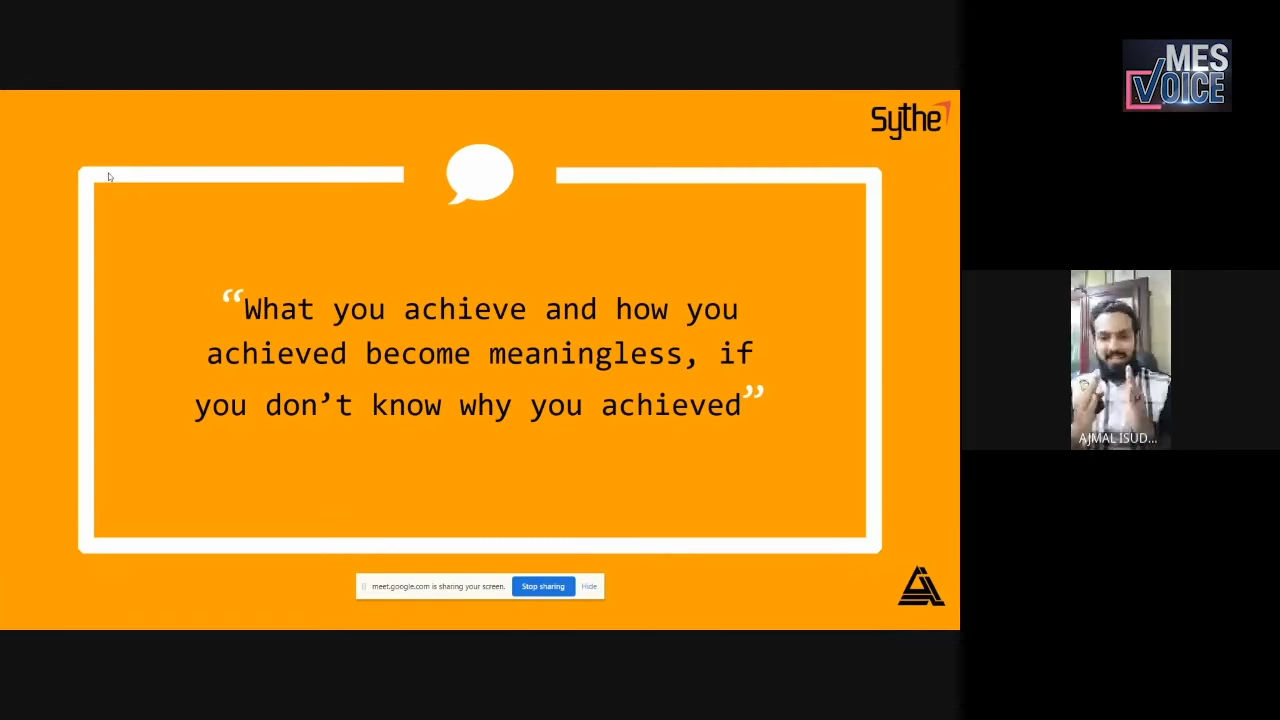 MES
VOICE
Sythe
“What you achieve and how you
achieved become meaningless, if
you don’t know why you achieved”
AJMAL ISUD...
meet.google.com is sharing your screen. Stop sharing Hide